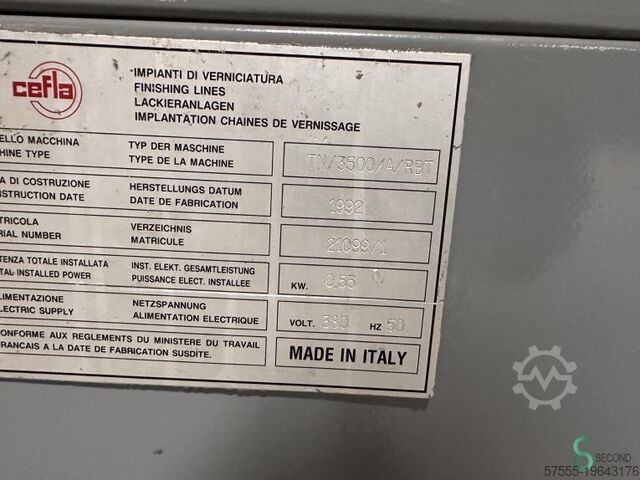 cefla
IMPIANTI DI VERNICIATURA
FINISHING LINES
LACKIERANLAGEN
IMPLANTATION CHAINES DE VERNISSAGE
ELLO MACCHINA TYP DER MASCHINE
HINE TYPE TYPE DE LA MACHINE TN/3500/A/RBT
A DI COSTRUZIONE HERSTELLUNGS DATUM
NSTRUCTION DATE DATE DE FABRICATION 1992
TRICOLA VERZEICHNIS
RIAL NUMBER MATRICULE 21099/1
TENZA TOTALE INSTALLATA INST. ELEKT. GESAMTLEISTUNG
TAL INSTALLED POWER PUISSANCE ELECT. INSTALLEE KW. 0.55
LIMENTAZIONE NETZSPANNUNG
ECTRIC SUPPLY ALIMENTATION ELECTRIQUE VOLT. 380 HZ 50
ONFORME AUX REGLEMENTS DU MINISTERE DU TRAVAIL
RANCAIS A LA DATE DE FABRICATION SUSDITE.
MADE IN ITALY
S SECOND
57555-19643176